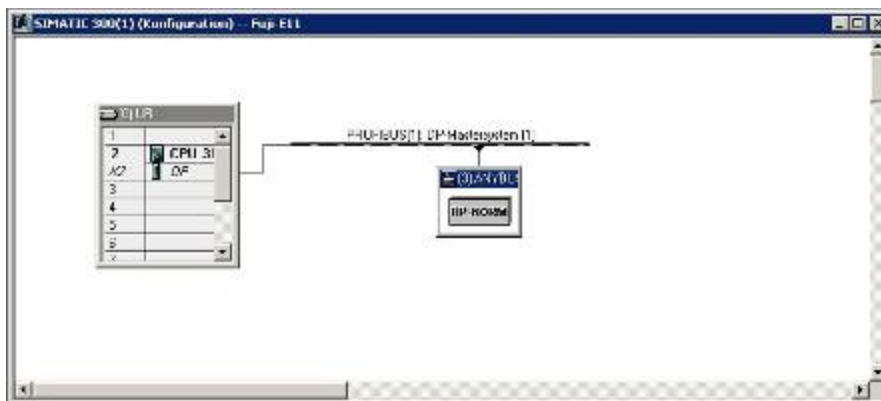 SIMATIC 300(1) (Konfiguration) -- Fuji-E11
(0) UR
1
2 CPU 31
X2 DP
3
4
5
6
7
PROFIBUS(1): DP-Mastersystem (1)
(3) ANYBUS
DP-NORM